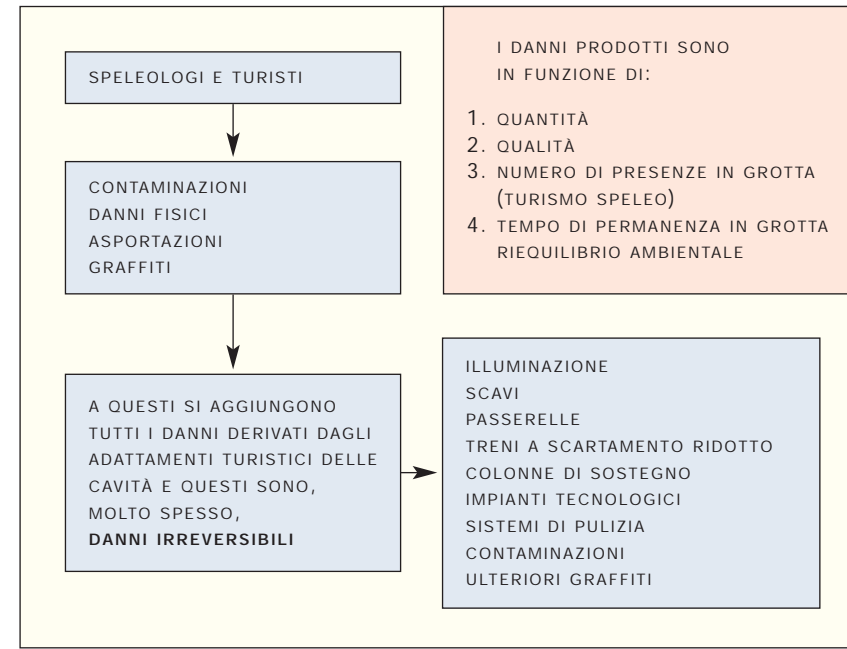 SPELEOLOGI E TURISTI
CONTAMINAZIONI
DANNI FISICI
ASPORTAZIONI
GRAFFITI
A QUESTI SI AGGIUNGONO
TUTTI I DANNI DERIVATI DAGLI
ADATTAMENTI TURISTICI DELLE
CAVITÀ E QUESTI SONO,
MOLTO SPESSO,
DANNI IRREVERSIBILI
ILLUMINAZIONE
SCAVI
PASSERELLE
TRENI A SCARTAMENTO RIDOTTO
COLONNE DI SOSTEGNO
IMPIANTI TECNOLOGICI
SISTEMI DI PULIZIA
CONTAMINAZIONI
ULTERIORI GRAFFITI
I DANNI PRODOTTI SONO
IN FUNZIONE DI:
1. QUANTITÀ
2. QUALITÀ
3. NUMERO DI PRESENZE IN GROTTA
(TURISMO SPELEO)
4. TEMPO DI PERMANENZA IN GROTTA
RIEQUILIBRIO AMBIENTALE